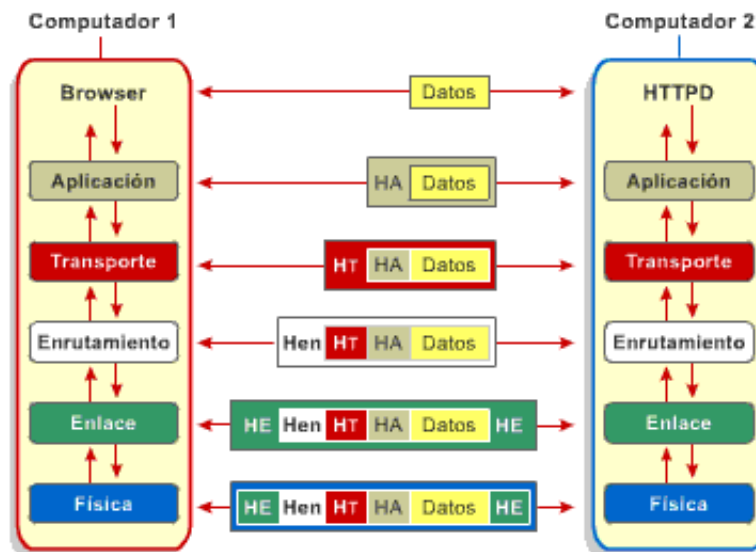 Computador 1
Computador 2
Browser
Datos
HTTPD
Aplicación
HA Datos
Aplicación
Transporte
HT HA Datos
Transporte
Enrutamiento
Hen HT HA Datos
Enrutamiento
Enlace
HE Hen HT HA Datos HE
Enlace
Física
HE Hen HT HA Datos HE
Física